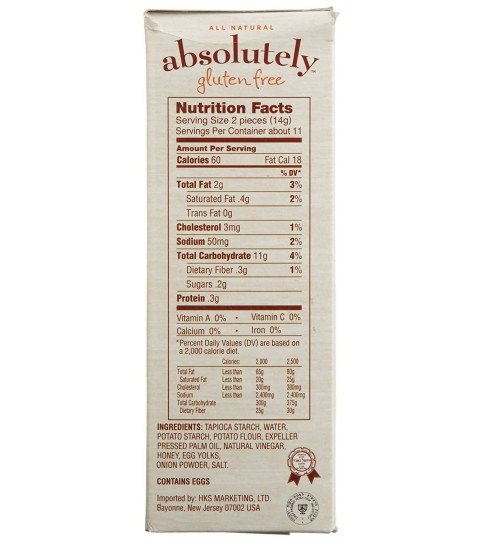 ALL NATURAL
absolutely™
gluten free
Nutrition Facts
Serving Size 2 pieces (14g)
Servings Per Container about 11
Amount Per Serving
Calories 60 Fat Cal 18
% DV*
Total Fat 2g 3%
Saturated Fat .4g 2%
Trans Fat 0g
Cholesterol 3mg 1%
Sodium 50mg 2%
Total Carbohydrate 11g 4%
Dietary Fiber .3g 1%
Sugars .2g
Protein .3g
Vitamin A 0% • Vitamin C 0%
Calcium 0% • Iron 0%
*Percent Daily Values (DV) are based on
a 2,000 calorie diet.
Calories: 2,000 2,500
Total Fat Less than 65g 80g
Saturated Fat Less than 20g 25g
Cholesterol Less than 300mg 300mg
Sodium Less than 2,400mg 2,400mg
Total Carbohydrate 300g 375g
Dietary Fiber 25g 30g
INGREDIENTS: TAPIOCA STARCH, WATER,
POTATO STARCH, POTATO FLOUR, EXPELLER
PRESSED PALM OIL, NATURAL VINEGAR,
HONEY, EGG YOLKS,
ONION POWDER, SALT.
CONTAINS EGGS
Imported by: HKS MARKETING, LTD.
Bayonne, New Jersey 07002 USA